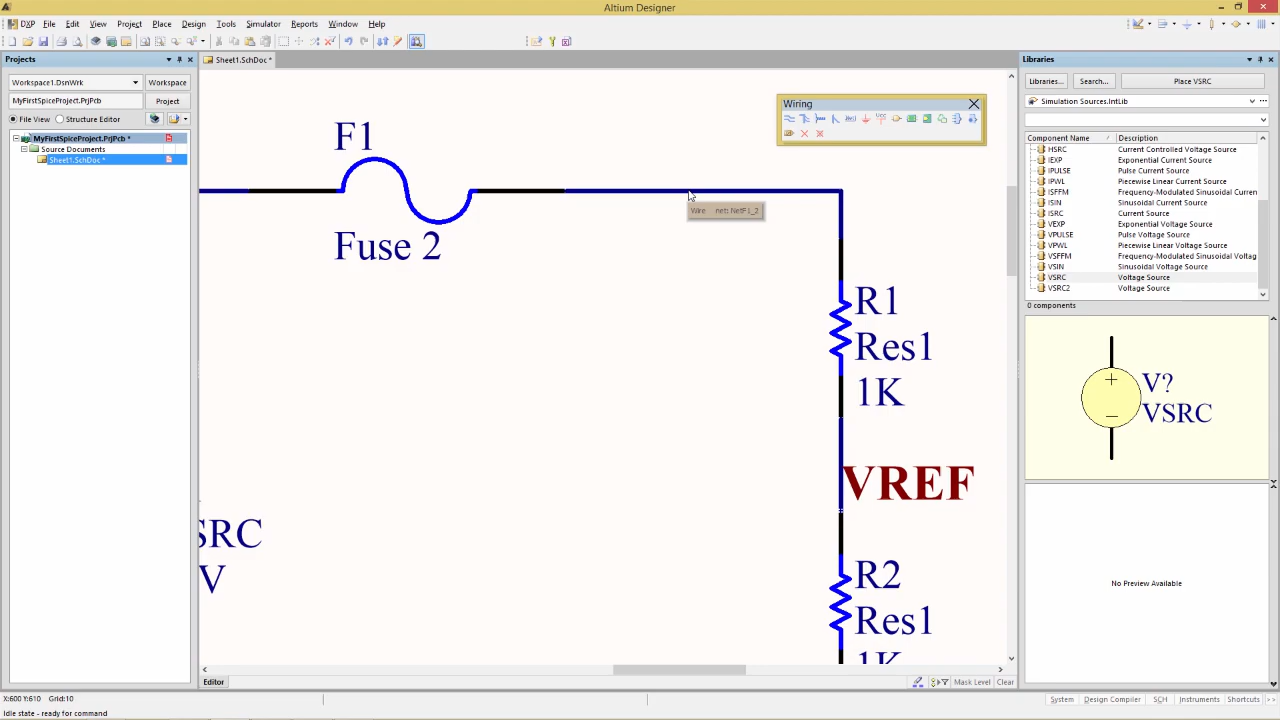 Altium Designer
DXP File Edit View Project Place Design Tools Simulator Reports Window Help
Projects
Workspace1.DsnWrk
Workspace
MyFirstSpiceProject.PrjPcb
Project
File View
Structure Editor
MyFirstSpiceProject.PrjPcb *
Source Documents
Sheet1.SchDoc *
Sheet1.SchDoc *
F1
Fuse 2
Wiring
Wire net: NetF1_2
R1
Res1
1K
VREF
SRC
V
R2
Res1
1K
Editor
Mask Level Clear
Libraries
Libraries... Search... Place VSRC
Simulation Sources.IntLib
Component Name / Description
HSRC Current Controlled Voltage Source
IEXP Exponential Current Source
IPULSE Pulse Current Source
IPWL Piecewise Linear Current Source
ISFFM Frequency-Modulated Sinusoidal Curren
ISIN Sinusoidal Current Source
ISRC Current Source
VEXP Exponential Voltage Source
VPULSE Pulse Voltage Source
VPWL Piecewise Linear Voltage Source
VSFFM Frequency-Modulated Sinusoidal Voltag
VSIN Sinusoidal Voltage Source
VSRC Voltage Source
VSRC2 Voltage Source
0 components
V?
VSRC
No Preview Available
X:600 Y:610 Grid:10
System Design Compiler SCH Instruments Shortcuts >>
Idle state - ready for command